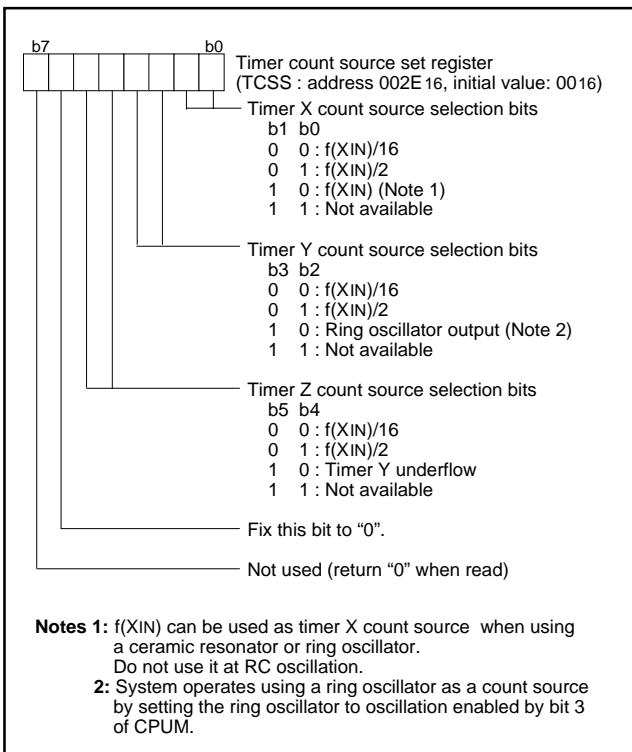 b7 b0
Timer count source set register
(TCSS : address 002E16, initial value: 0016)
Timer X count source selection bits
b1 b0
0 0 : f(XIN)/16
0 1 : f(XIN)/2
1 0 : f(XIN) (Note 1)
1 1 : Not available
Timer Y count source selection bits
b3 b2
0 0 : f(XIN)/16
0 1 : f(XIN)/2
1 0 : Ring oscillator output (Note 2)
1 1 : Not available
Timer Z count source selection bits
b5 b4
0 0 : f(XIN)/16
0 1 : f(XIN)/2
1 0 : Timer Y underflow
1 1 : Not available
Fix this bit to “0”.
Not used (return “0” when read)
Notes 1: f(XIN) can be used as timer X count source when using
a ceramic resonator or ring oscillator.
Do not use it at RC oscillation.
2: System operates using a ring oscillator as a count source
by setting the ring oscillator to oscillation enabled by bit 3
of CPUM.